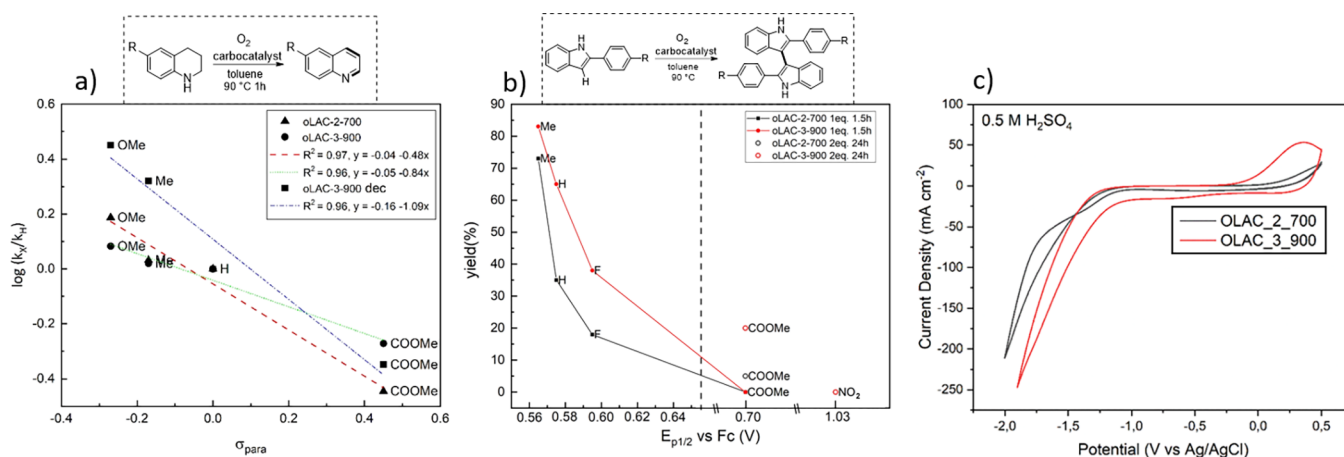 a)
R
N
H
O2
carbocatalyst
toluene
90 °C 1h
R
N
log (kX/kH)
0.6
0.4
0.2
0.0
-0.2
-0.4
-0.4
-0.2
0.0
0.2
0.4
0.6
σpara
OMe
Me
OMe
OMe
Me
Me
H
COOMe
COOMe
COOMe
oLAC-2-700
oLAC-3-900
R2 = 0.97, y = -0.04 -0.48x
R2 = 0.96, y = -0.05 -0.84x
oLAC-3-900 dec
R2 = 0.96, y = -0.16 -1.09x
b)
H
N
R
H
O2
carbocatalyst
toluene
90 °C
H
N
R
R
N
H
yield(%)
90
80
70
60
50
40
30
20
10
0
0.56
0.58
0.60
0.62
0.64
0.70
1.03
Ep1/2 vs Fc (V)
Me
Me
H
H
F
F
COOMe
COOMe
COOMe
NO2
oLAC-2-700 1eq. 1.5h
oLAC-3-900 1eq. 1.5h
oLAC-2-700 2eq. 24h
oLAC-3-900 2eq. 24h
c)
0.5 M H2SO4
Current Density (mA cm-2)
100
50
0
-50
-100
-150
-200
-250
-2,0
-1,5
-1,0
-0,5
0,0
0,5
Potential (V vs Ag/AgCl)
OLAC_2_700
OLAC_3_900